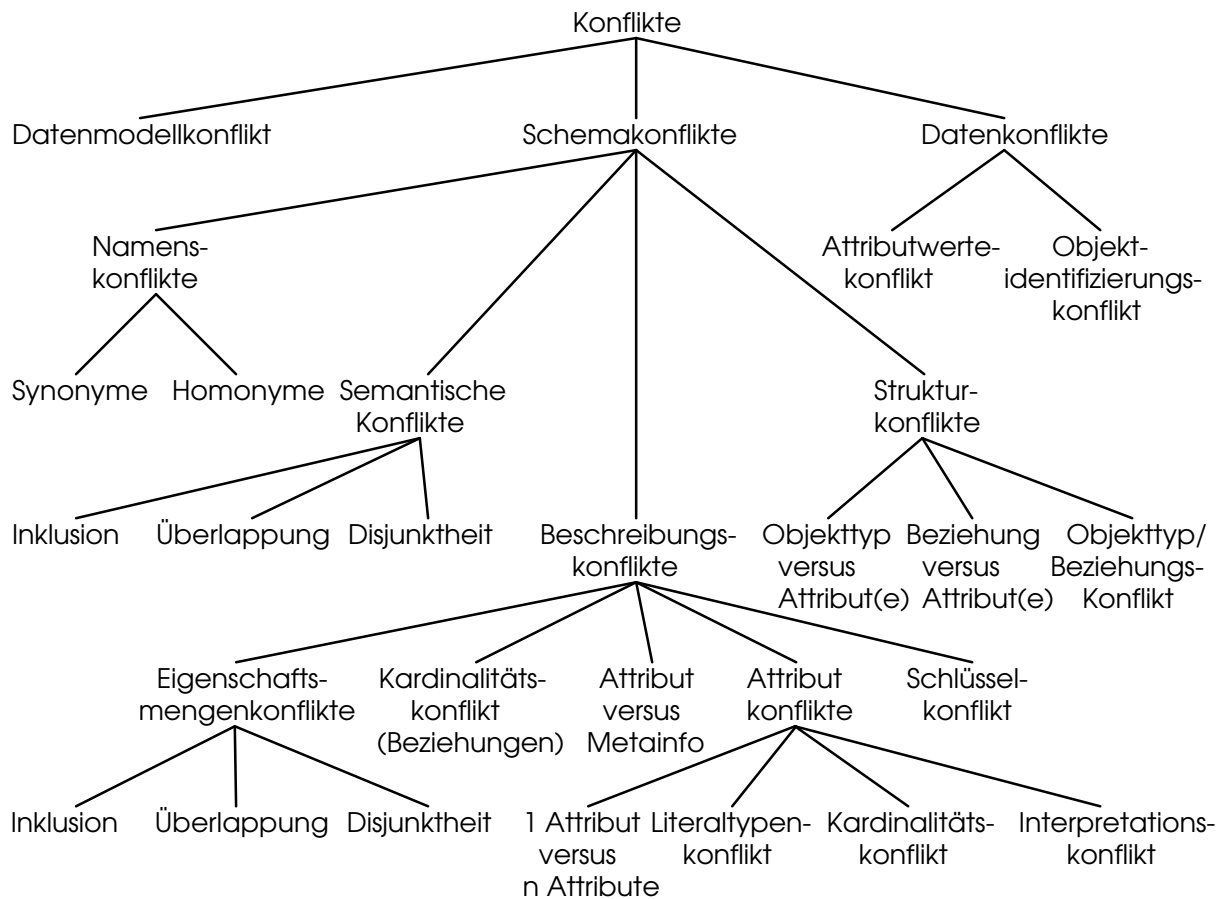 Konflikte
Datenmodellkonflikt
Schemakonflikte
Datenkonflikte
Namens-
konflikte
Attributwerte-
konflikt
Objekt-
identifizierungs-
konflikt
Synonyme
Homonyme
Semantische
Konflikte
Struktur-
konflikte
Inklusion
Überlappung
Disjunktheit
Beschreibungs-
konflikte
Objekttyp
versus
Attribut(e)
Beziehung
versus
Attribut(e)
Objekttyp/
Beziehungs-
Konflikt
Eigenschafts-
mengenkonflikte
Kardinalitäts-
konflikt
(Beziehungen)
Attribut
versus
Metainfo
Attribut
konflikte
Schlüssel-
konflikt
Inklusion
Überlappung
Disjunktheit
1 Attribut
versus
n Attribute
Literaltypen-
konflikt
Kardinalitäts-
konflikt
Interpretations-
konflikt